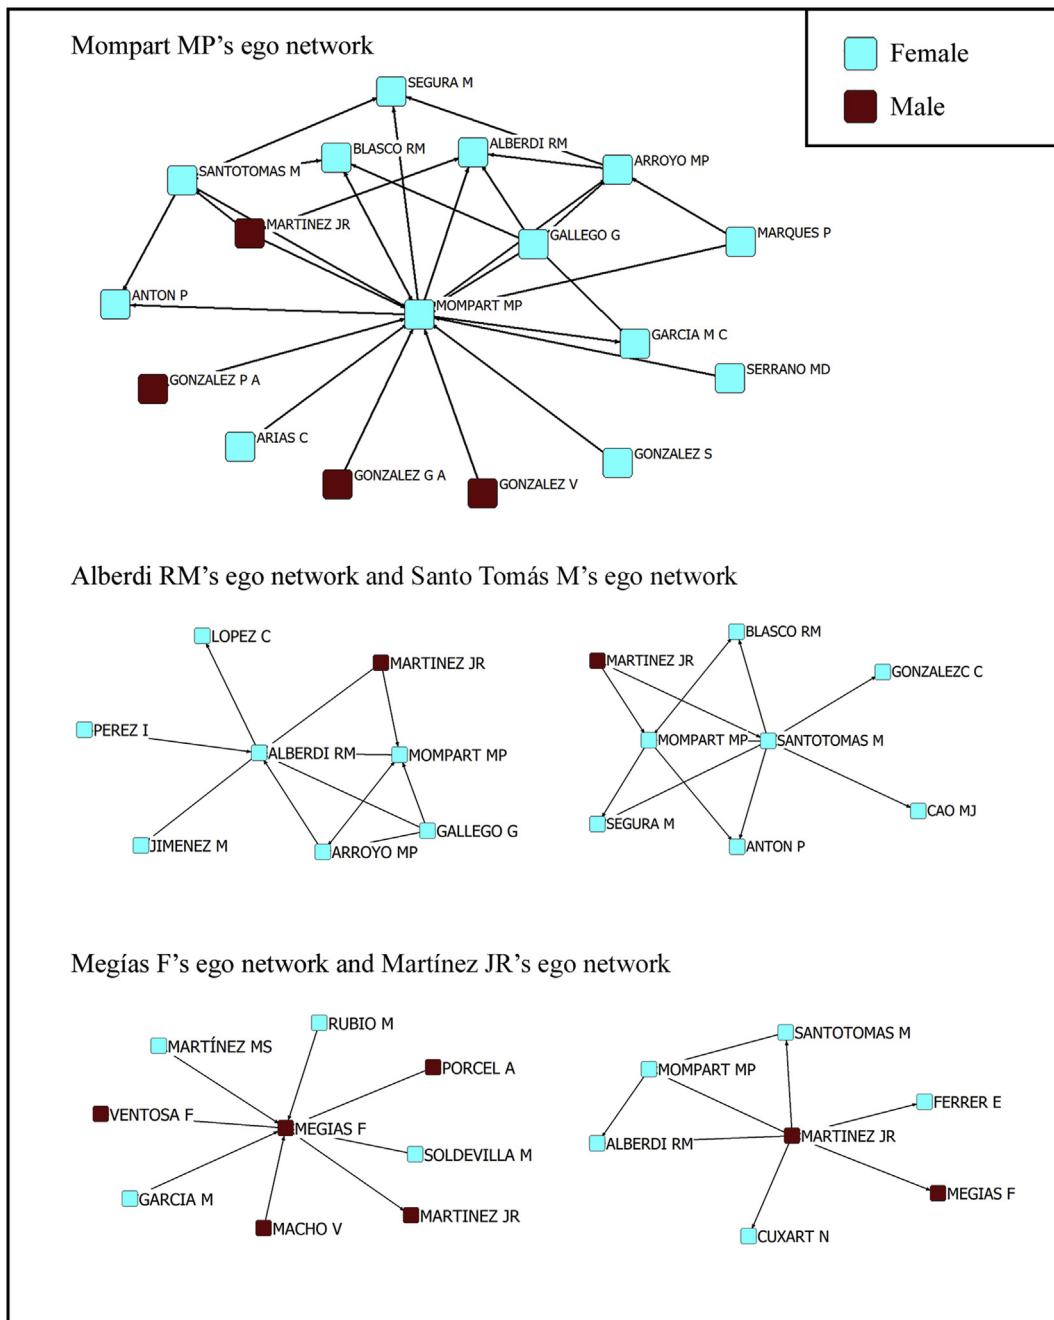 Mompart MP's ego network
Female
Male
SEGURA M
BLASCO RM
ALBERDI RM
ARROYO MP
SANTOTOMAS M
MARTINEZ JR
GALLEGO G
MARQUES P
ANTON P
MOMPART MP
GARCIA M C
SERRANO MD
GONZALEZ P A
ARIAS C
GONZALEZ S
GONZALEZ G A
GONZALEZ V
Alberdi RM's ego network and Santo Tomás M's ego network
LOPEZ C
MARTINEZ JR
PEREZ I
ALBERDI RM
MOMPART MP
GALLEGO G
JIMENEZ M
ARROYO MP
BLASCO RM
MARTINEZ JR
GONZALEZC C
MOMPART MP
SANTOTOMAS M
SEGURA M
CAO MJ
ANTON P
Megías F's ego network and Martínez JR's ego network
RUBIO M
MARTÍNEZ MS
PORCEL A
VENTOSA F
MEGIAS F
SOLDEVILLA M
GARCIA M
MACHO V
MARTINEZ JR
SANTOTOMAS M
MOMPART MP
FERRER E
ALBERDI RM
MARTINEZ JR
MEGIAS F
CUXART N